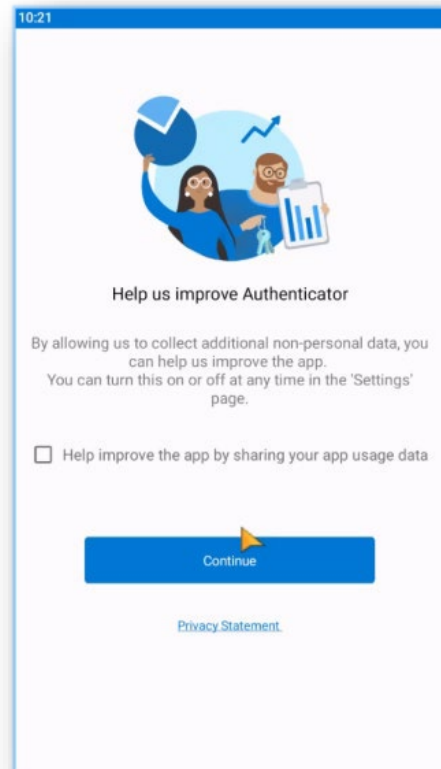 10:21
Help us improve Authenticator
By allowing us to collect additional non-personal data, you
can help us improve the app.
You can turn this on or off at any time in the 'Settings'
page.
Help improve the app by sharing your app usage data
Continue
Privacy Statement